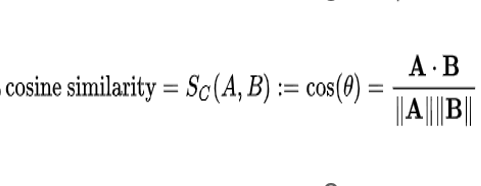 cosine similarity = S_C(A, B) := cos(θ) = A · B / ‖A‖‖B‖